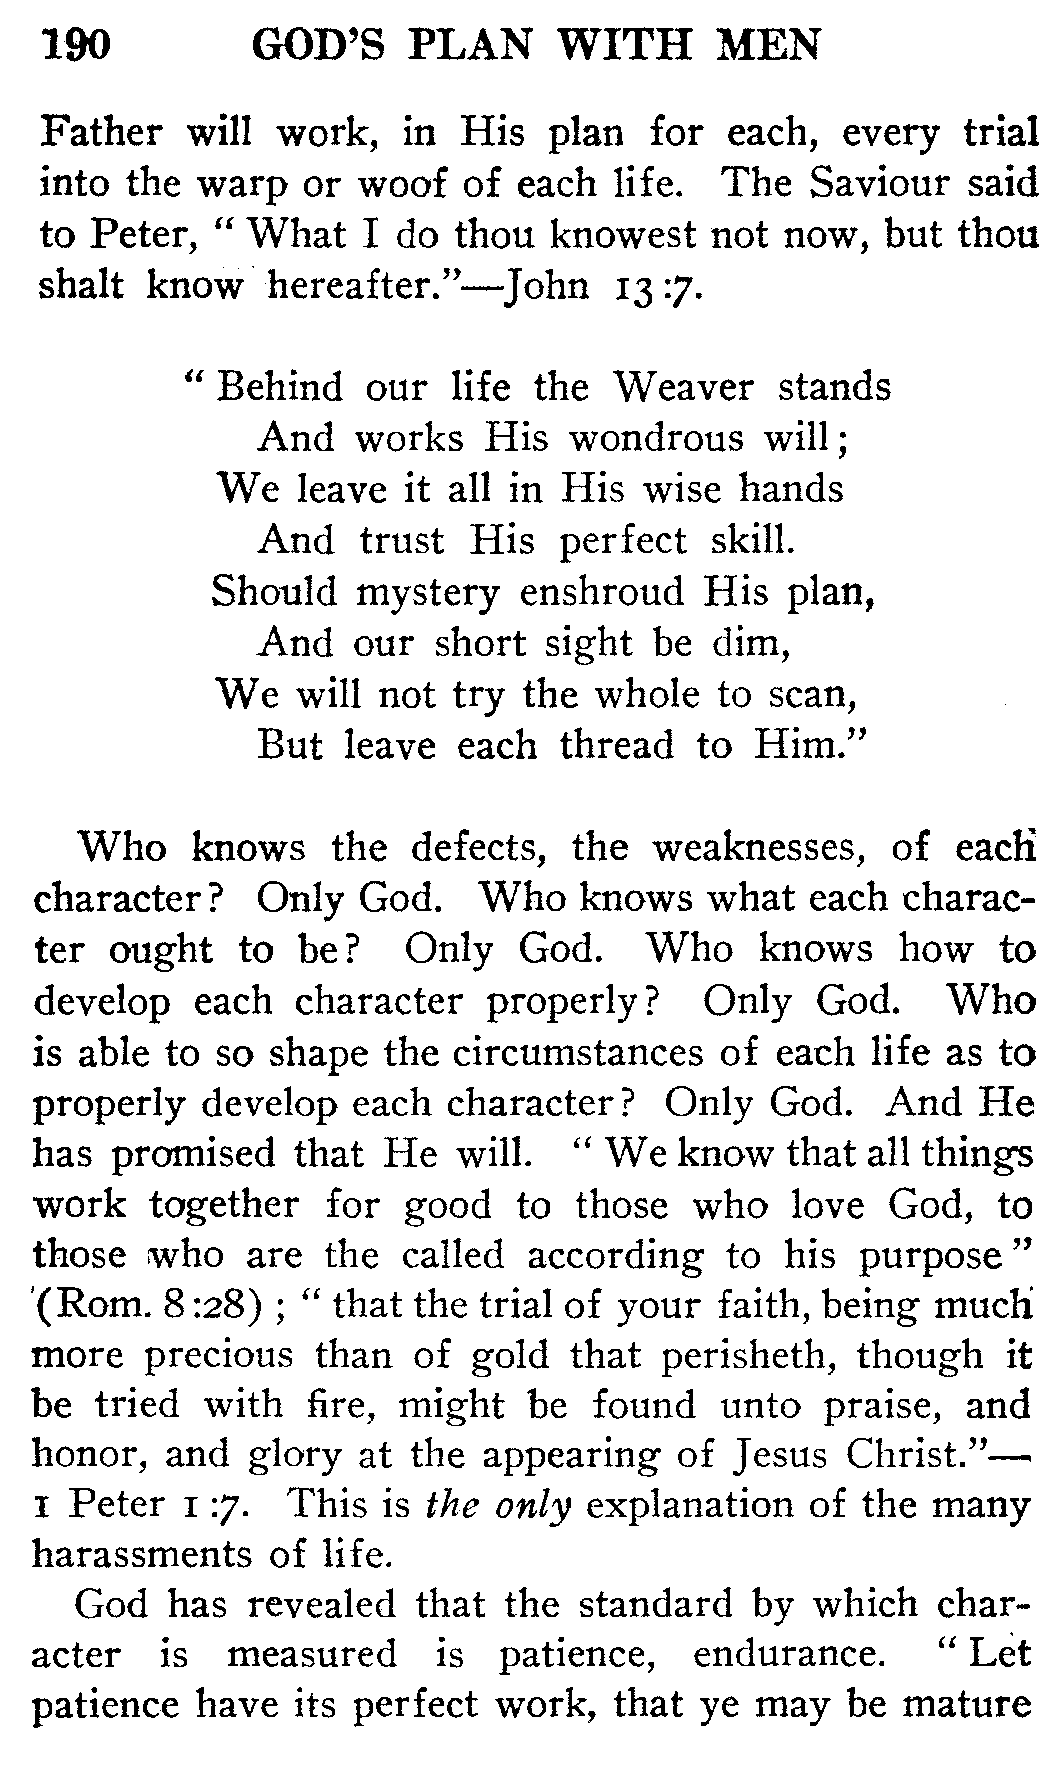 190 GOD'S PLAN WITH MEN
Father will work, in His plan for each, every trial
into the warp or woof of each life. The Saviour said
to Peter, “ What I do thou knowest not now, but thou
shalt know hereafter.”—John 13 :7.
“ Behind our life the Weaver stands
And works His wondrous will ;
We leave it all in His wise hands
And trust His perfect skill.
Should mystery enshroud His plan,
And our short sight be dim,
We will not try the whole to scan,
But leave each thread to Him.”
Who knows the defects, the weaknesses, of each
character ? Only God. Who knows what each charac-
ter ought to be ? Only God. Who knows how to
develop each character properly ? Only God. Who
is able to so shape the circumstances of each life as to
properly develop each character ? Only God. And He
has promised that He will. “ We know that all things
work together for good to those who love God, to
those who are the called according to his purpose ”
(Rom. 8 :28) ; “ that the trial of your faith, being much
more precious than of gold that perisheth, though it
be tried with fire, might be found unto praise, and
honor, and glory at the appearing of Jesus Christ.”—
1 Peter 1 :7. This is the only explanation of the many
harassments of life.
God has revealed that the standard by which char-
acter is measured is patience, endurance. “ Let
patience have its perfect work, that ye may be mature